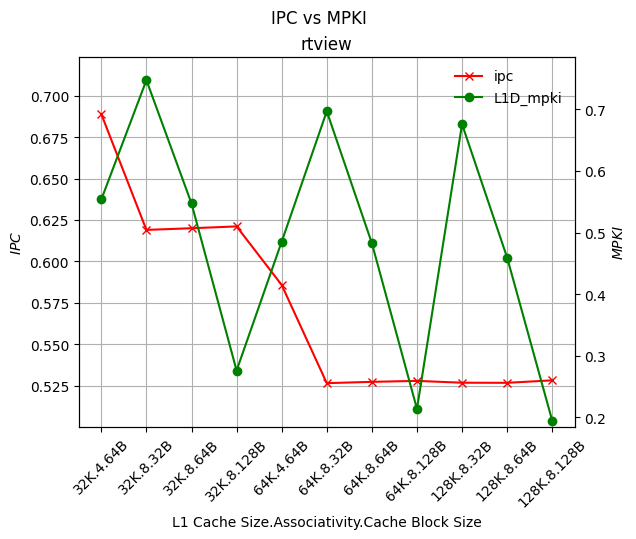 IPC vs MPKI
rtview
ipc
L1D_mpki
0.700
0.675
0.650
0.625
0.600
0.575
0.550
0.525
IPC
0.7
0.6
0.5
0.4
0.3
0.2
MPKI
32K.4.64B
32K.8.32B
32K.8.64B
32K.8.128B
64K.4.64B
64K.8.32B
64K.8.64B
64K.8.128B
128K.8.32B
128K.8.64B
128K.8.128B
L1 Cache Size.Associativity.Cache Block Size